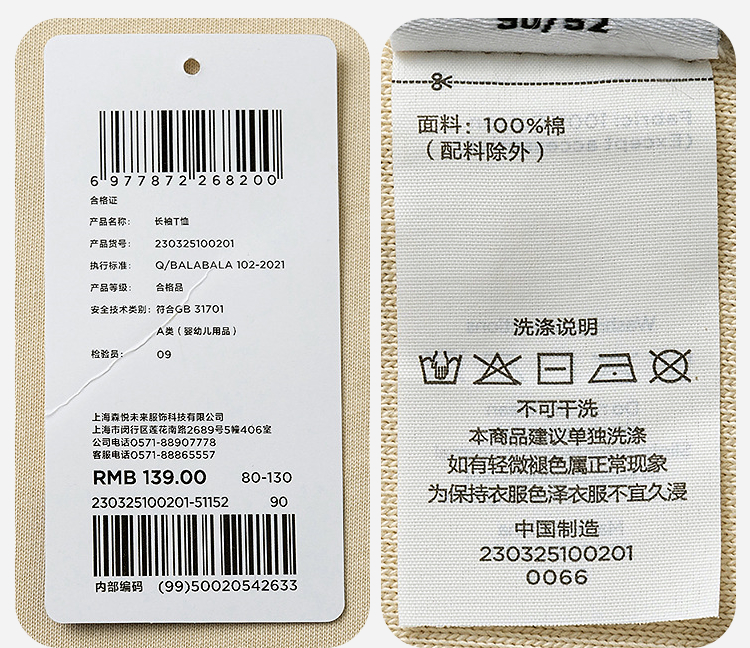 6 977872 268200
合格证
产品名称： 长袖T恤
产品货号： 230325100201
执行标准： Q/BALABALA 102-2021
产品等级： 合格品
安全技术类别：符合GB 31701
A类（婴幼儿用品）
检验员： 09
上海森悦未来服饰科技有限公司
上海市闵行区莲花南路2689号5幢406室
公司电话0571-88907778
客服电话0571-88865557
RMB 139.00 80-130
230325100201-51152 90
内部编码 (99)50020542633
90/52
面料：100%棉
（配料除外）
洗涤说明
不可干洗
本商品建议单独洗涤
如有轻微褪色属正常现象
为保持衣服色泽衣服不宜久浸
中国制造
230325100201
0066